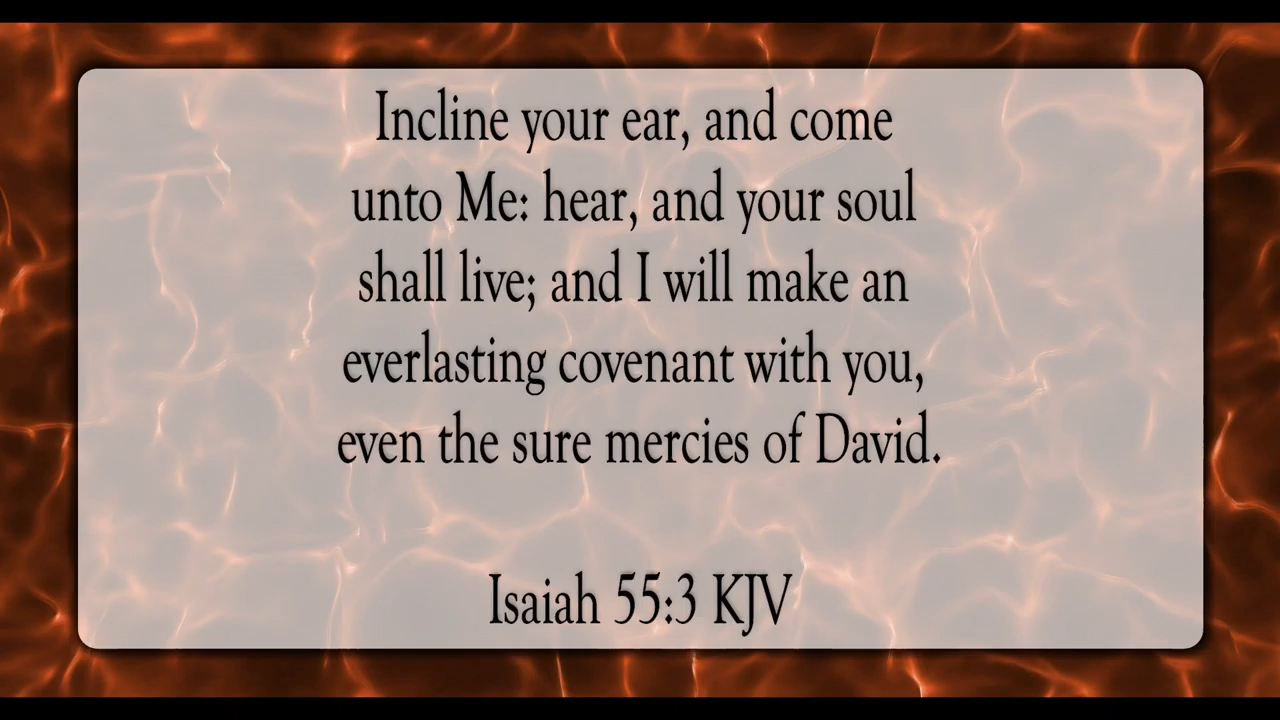 Incline your ear, and come
unto Me: hear, and your soul
shall live; and I will make an
everlasting covenant with you,
even the sure mercies of David.
Isaiah 55:3 KJV